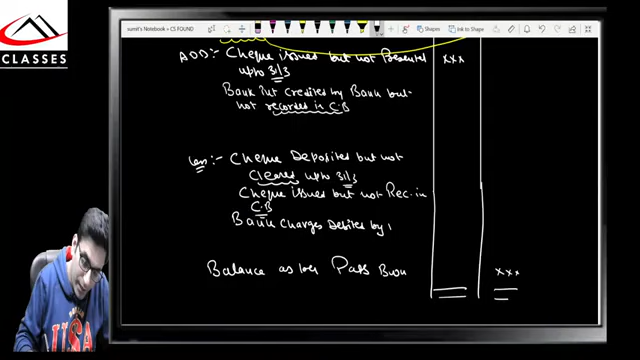 CLASSES
sumit's Notebook » CS FOUND...
Shapes
Ink to Shape
ADD:- Cheque issued but not Presented xxx
upto 31/3
Bank Int credited by Bank but
not recorded in C.B
Less:- Cheque Deposited but not
cleared upto 31/3
Cheque issued but not Rec. in
C.B
Bank Charges Debited by
Balance as per Pass Book xxx
USA